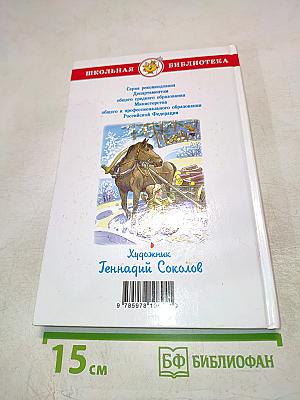 ШКОЛЬНАЯ БИБЛИОТЕКА
Серия рекомендована
Департаментом
общего среднего образования
Министерства
общего и профессионального образования
Российской Федерации
Художник
Геннадий Соколов
15 см
БФ БИБЛИОФАН